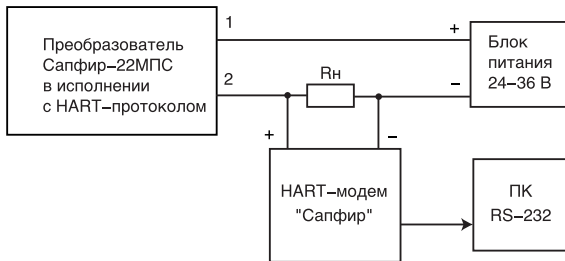 Преобразователь
Сапфир-22МПС
в исполнении
с HART-протоколом
1
2
+
−
Rн
Блок
питания
24-36 В
+
−
HART-модем
"Сапфир"
ПК
RS-232